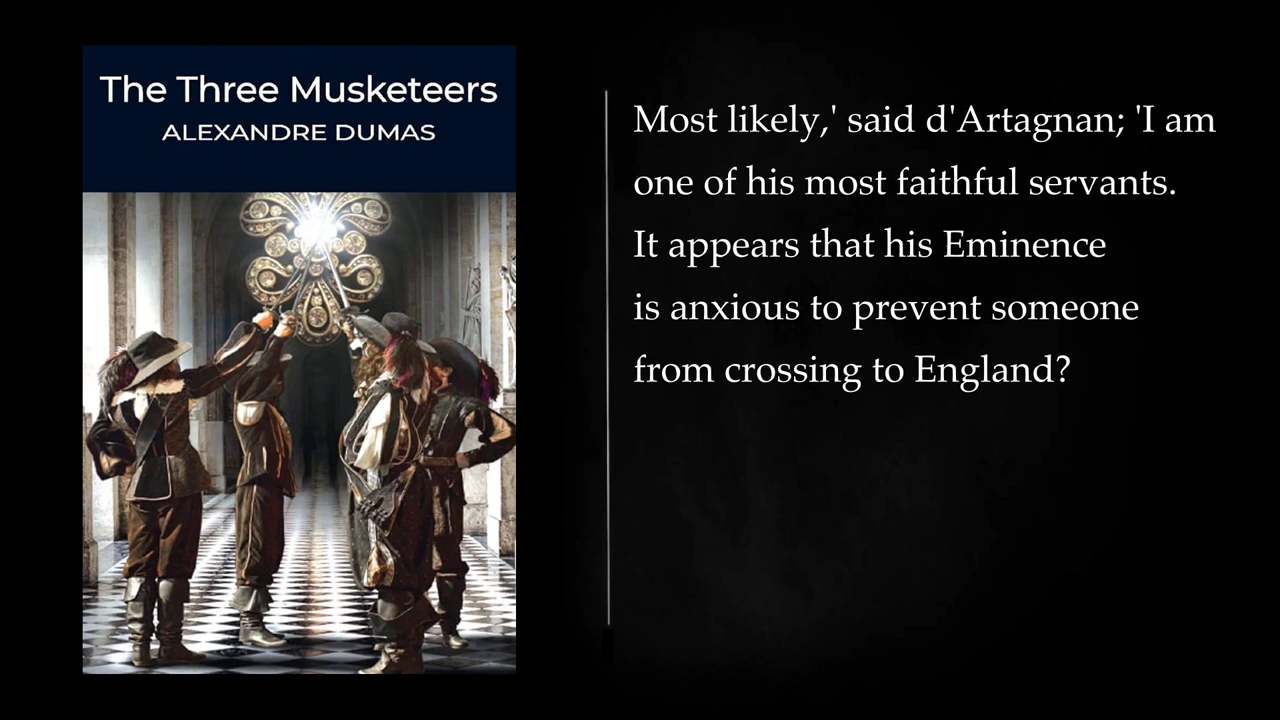 The Three Musketeers
ALEXANDRE DUMAS
Most likely,' said d'Artagnan; 'I am
one of his most faithful servants.
It appears that his Eminence
is anxious to prevent someone
from crossing to England?